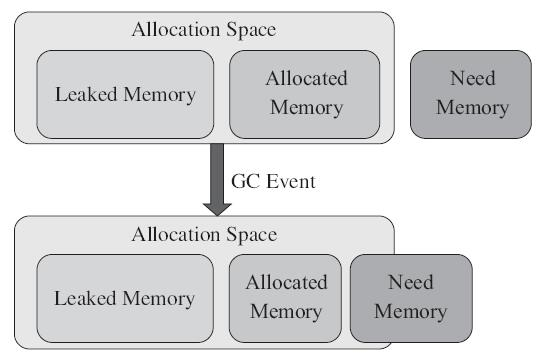 Allocation Space
Leaked Memory
Allocated
Memory
Need
Memory
GC Event
Allocation Space
Leaked Memory
Allocated
Memory
Need
Memory